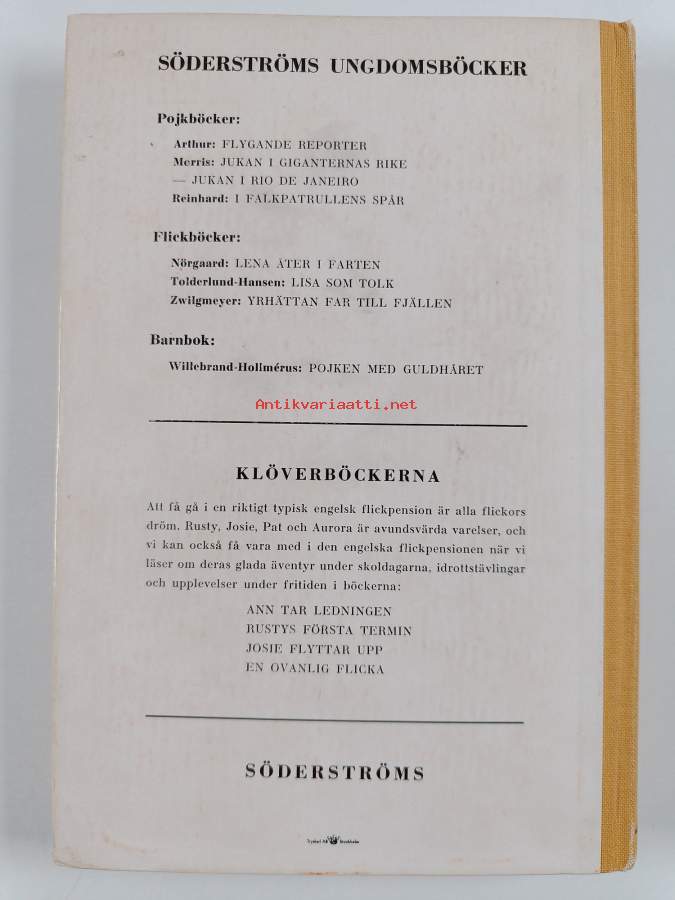 SÖDERSTRÖMS UNGDOMSBÖCKER
Pojkböcker:
Arthur: FLYGANDE REPORTER
Merris: JUKAN I GIGANTERNAS RIKE
— JUKAN I RIO DE JANEIRO
Reinhard: I FALKPATRULLENS SPÅR
Flickböcker:
Nörgaard: LENA ÅTER I FARTEN
Tolderlund-Hansen: LISA SOM TOLK
Zwilgmeyer: YRHÄTTAN FAR TILL FJÄLLEN
Barnbok:
Willebrand-Hollmérus: POJKEN MED GULDHÅRET
Antikvariaatti.net
KLÖVERBÖCKERNA
Att få gå i en riktigt typisk engelsk flickpension är alla flickors
dröm. Rusty, Josie, Pat och Aurora är avundsvärda varelser, och
vi kan också få vara med i den engelska flickpensionen när vi
läser om deras glada äventyr under skoldagarna, idrottstävlingar
och upplevelser under fritiden i böckerna:
ANN TAR LEDNINGEN
RUSTYS FÖRSTA TERMIN
JOSIE FLYTTAR UPP
EN OVANLIG FLICKA
SÖDERSTRÖMS
Tryckeri AB Stockholm